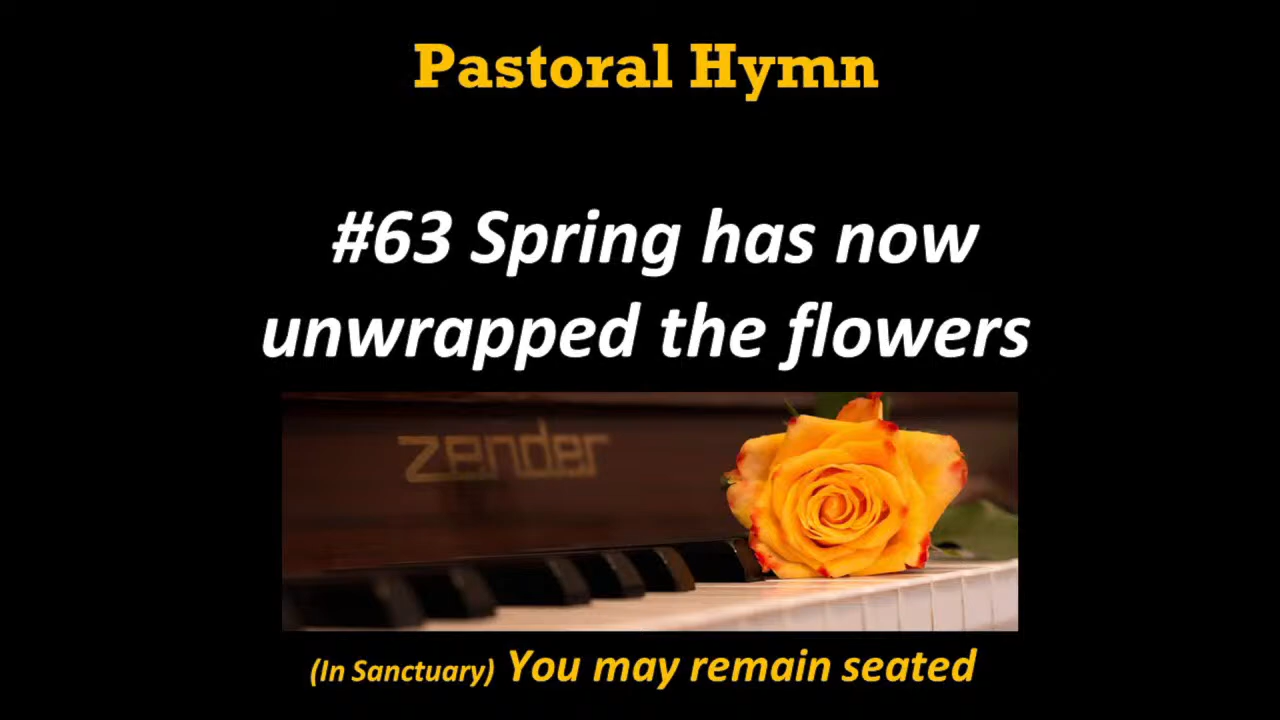 Pastoral Hymn
#63 Spring has now
unwrapped the flowers
zender
(In Sanctuary) You may remain seated